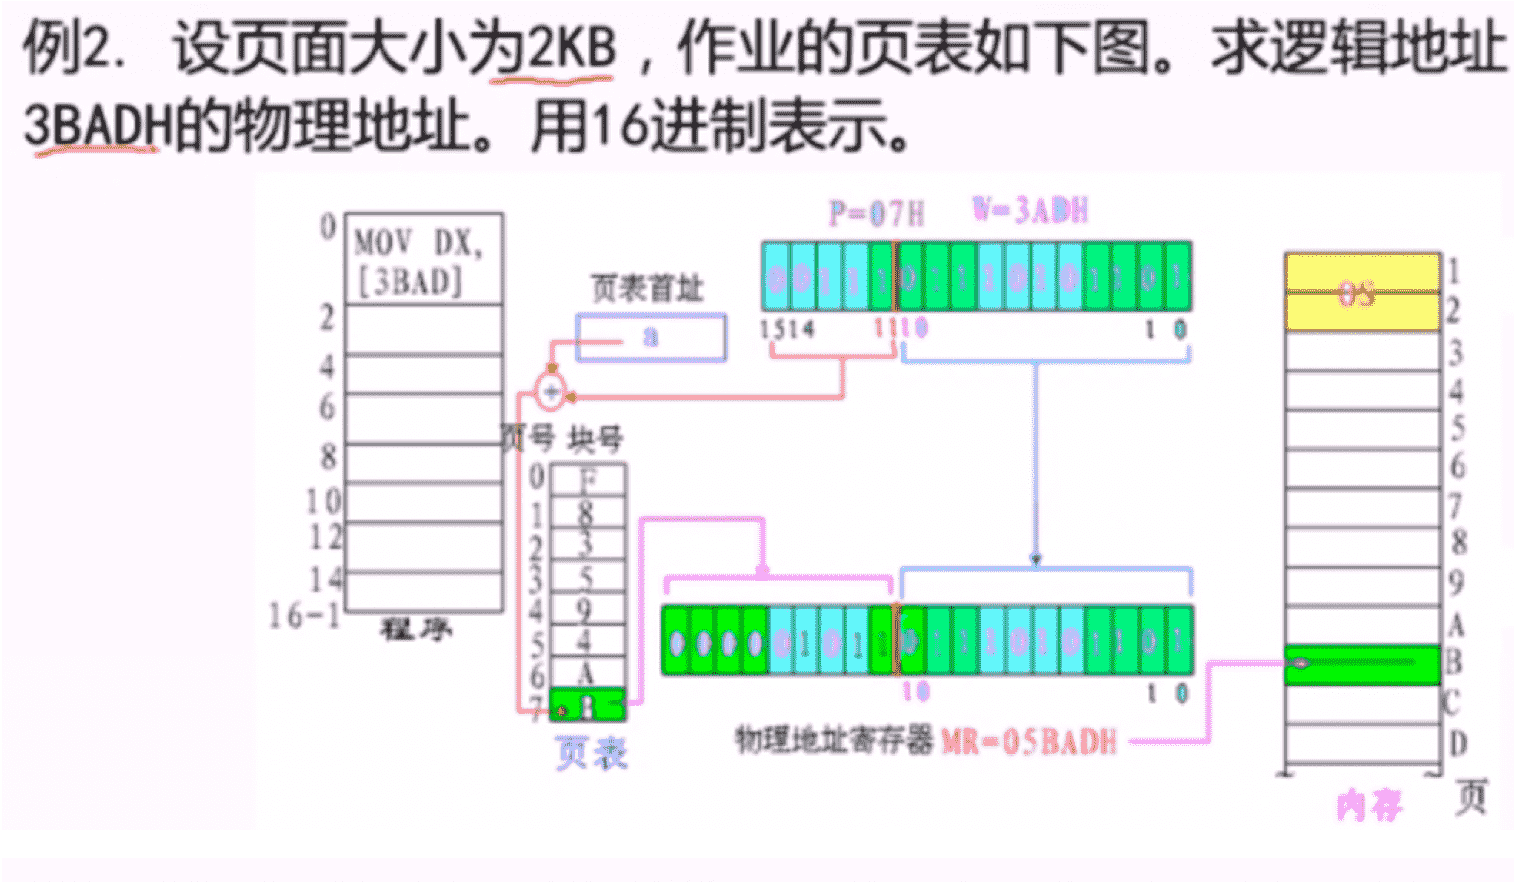 例2. 设页面大小为2KB，作业的页表如下图。求逻辑地址
3BADH的物理地址。用16进制表示。
P=07H W=3ADH
0
MOV DX,
[3BAD]
2
4
6
8
10
12
14
16-1
程序
页表首址
a
+
0 0 1 1 1 0 1 1 1 0 1 0 1 1 0 1
15 14 11 10 1 0
页号 块号
0 F
1 8
2 3
3 5
4 9
5 4
6 A
7 B
页表
0 0 0 0 0 1 0 1 1 0 1 1 1 0 1 0 1 1 0 1
10 1 0
物理地址寄存器 MR=05BADH
OS
1
2
3
4
5
6
7
8
9
A
B
C
D
内存 页